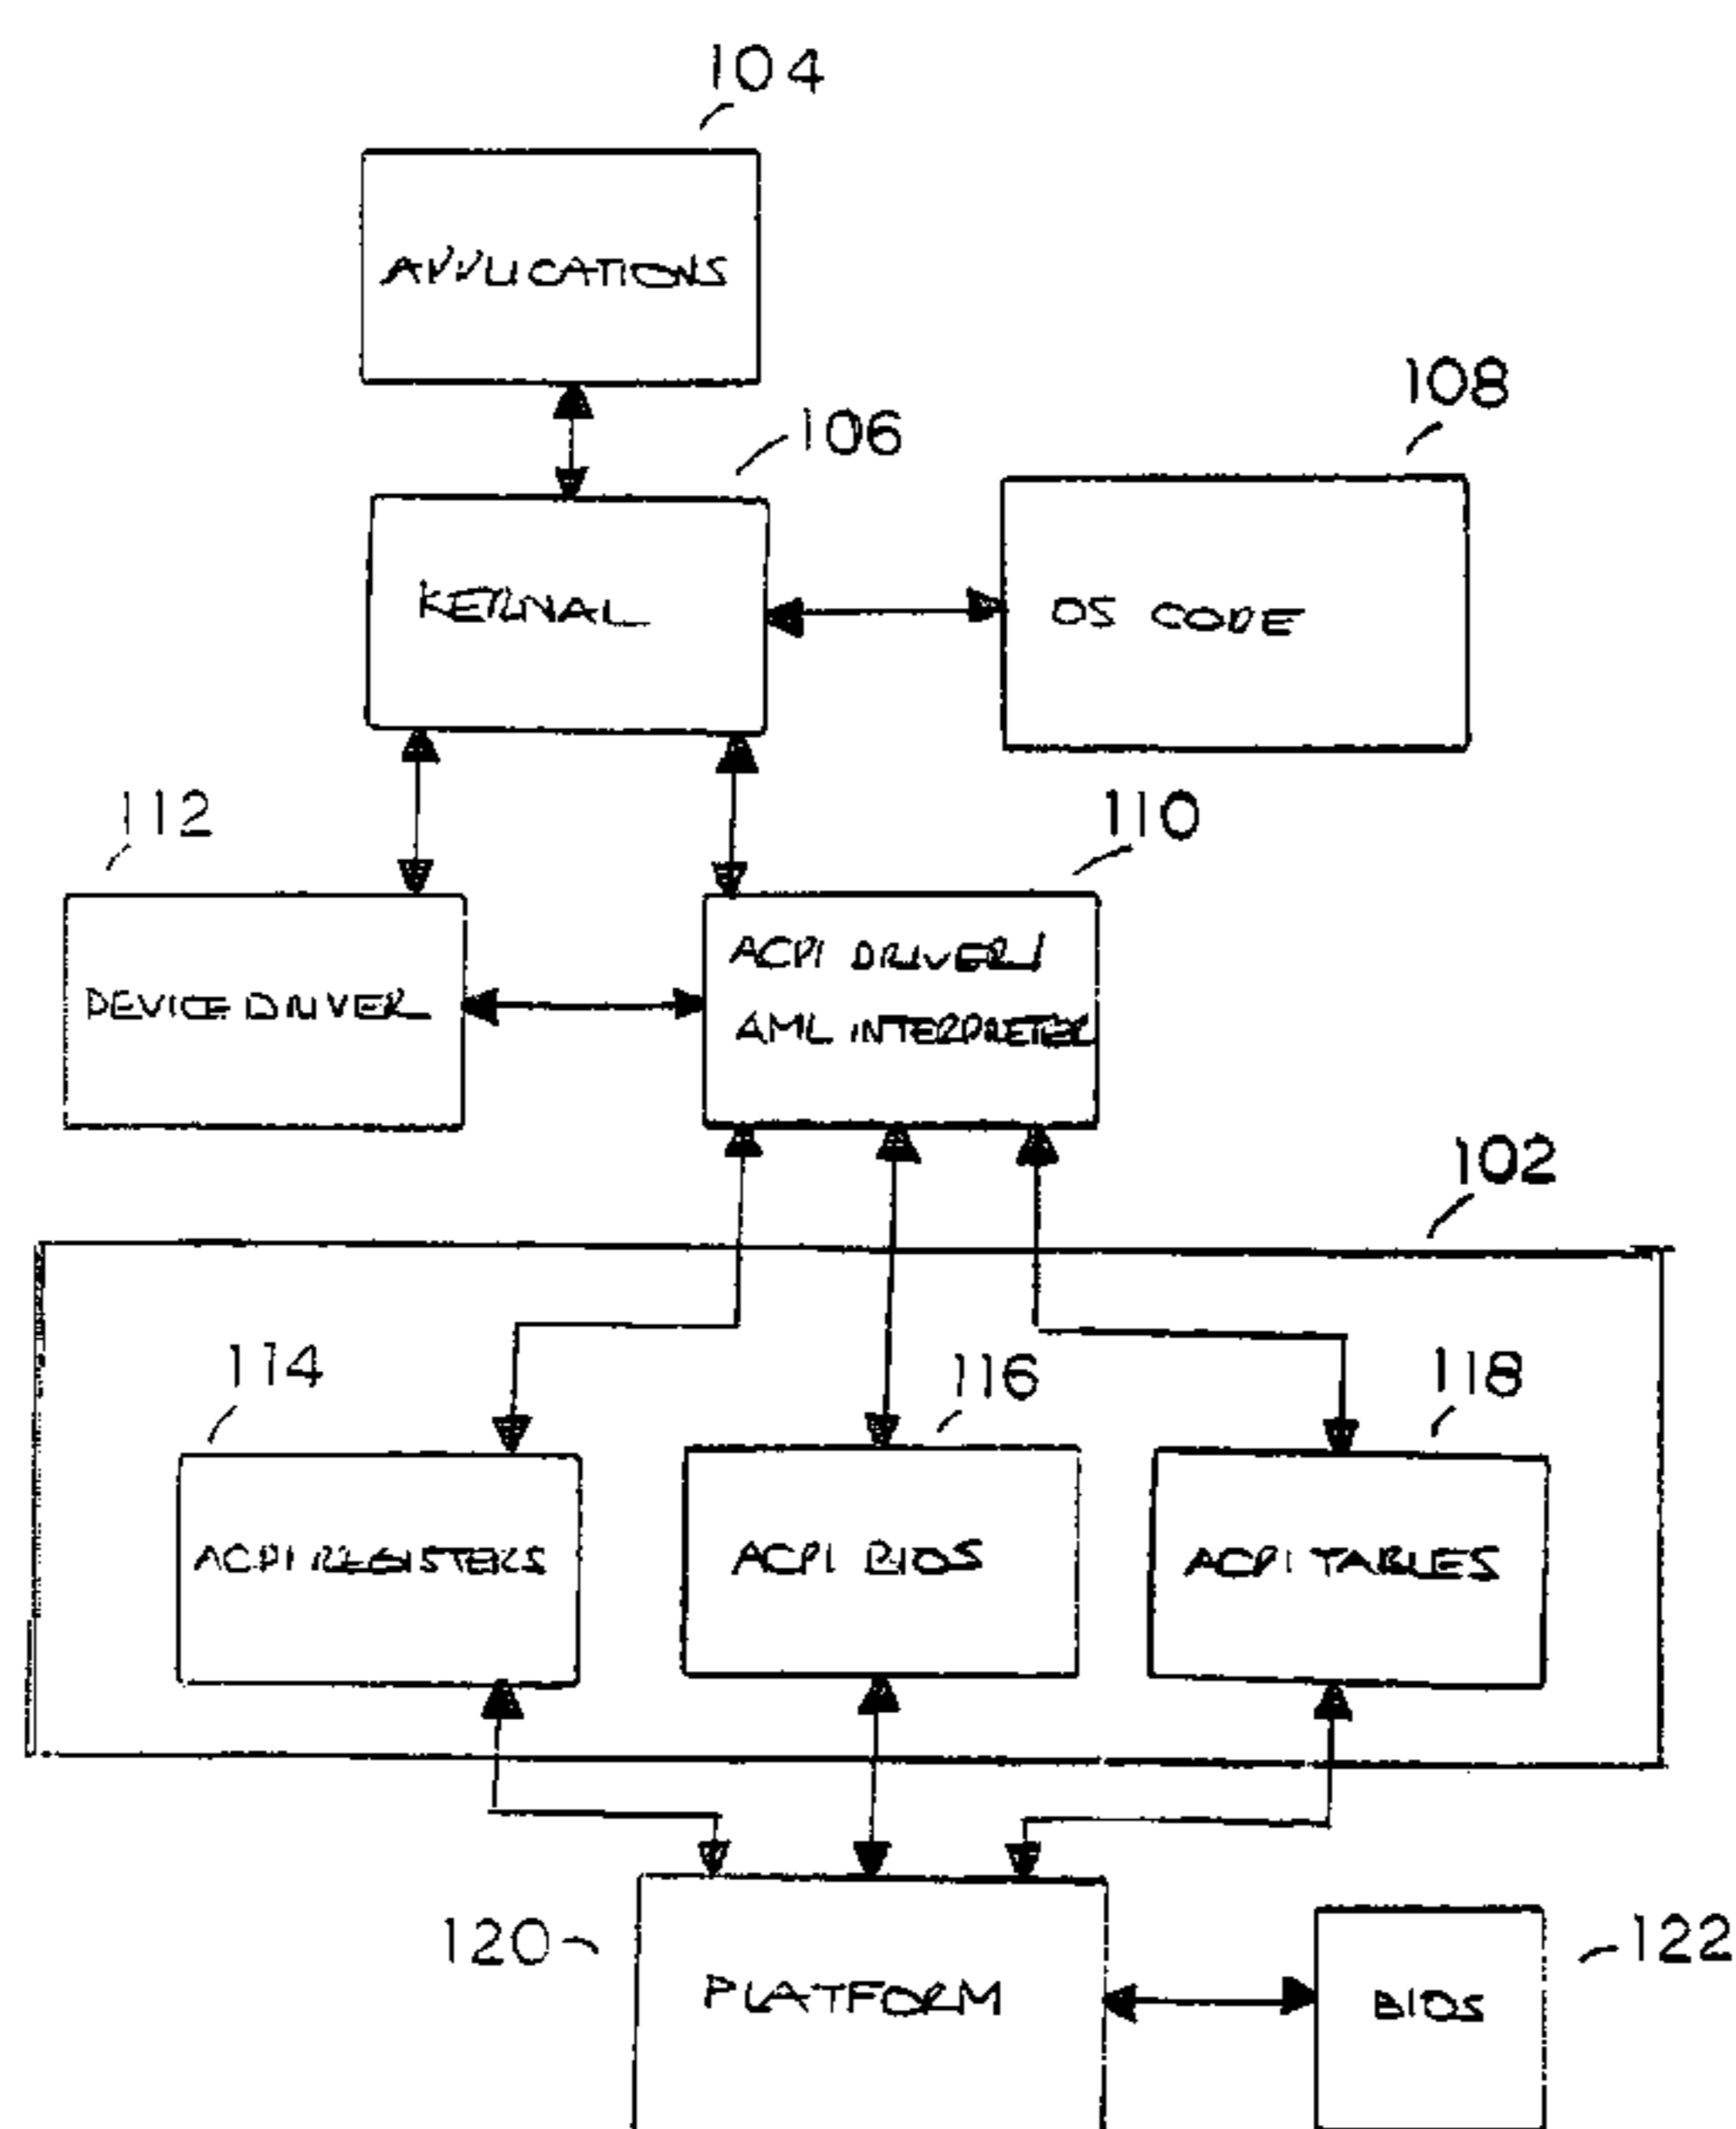 104
APPLICATIONS
106
108
KERNAL
OS CODE
112
110
DEVICE DRIVER
ACPI DRIVER/
AML INTERPRETER
102
114
116
118
ACPI REGISTERS
ACPI BIOS
ACPI TABLES
120
122
PLATFORM
BIOS